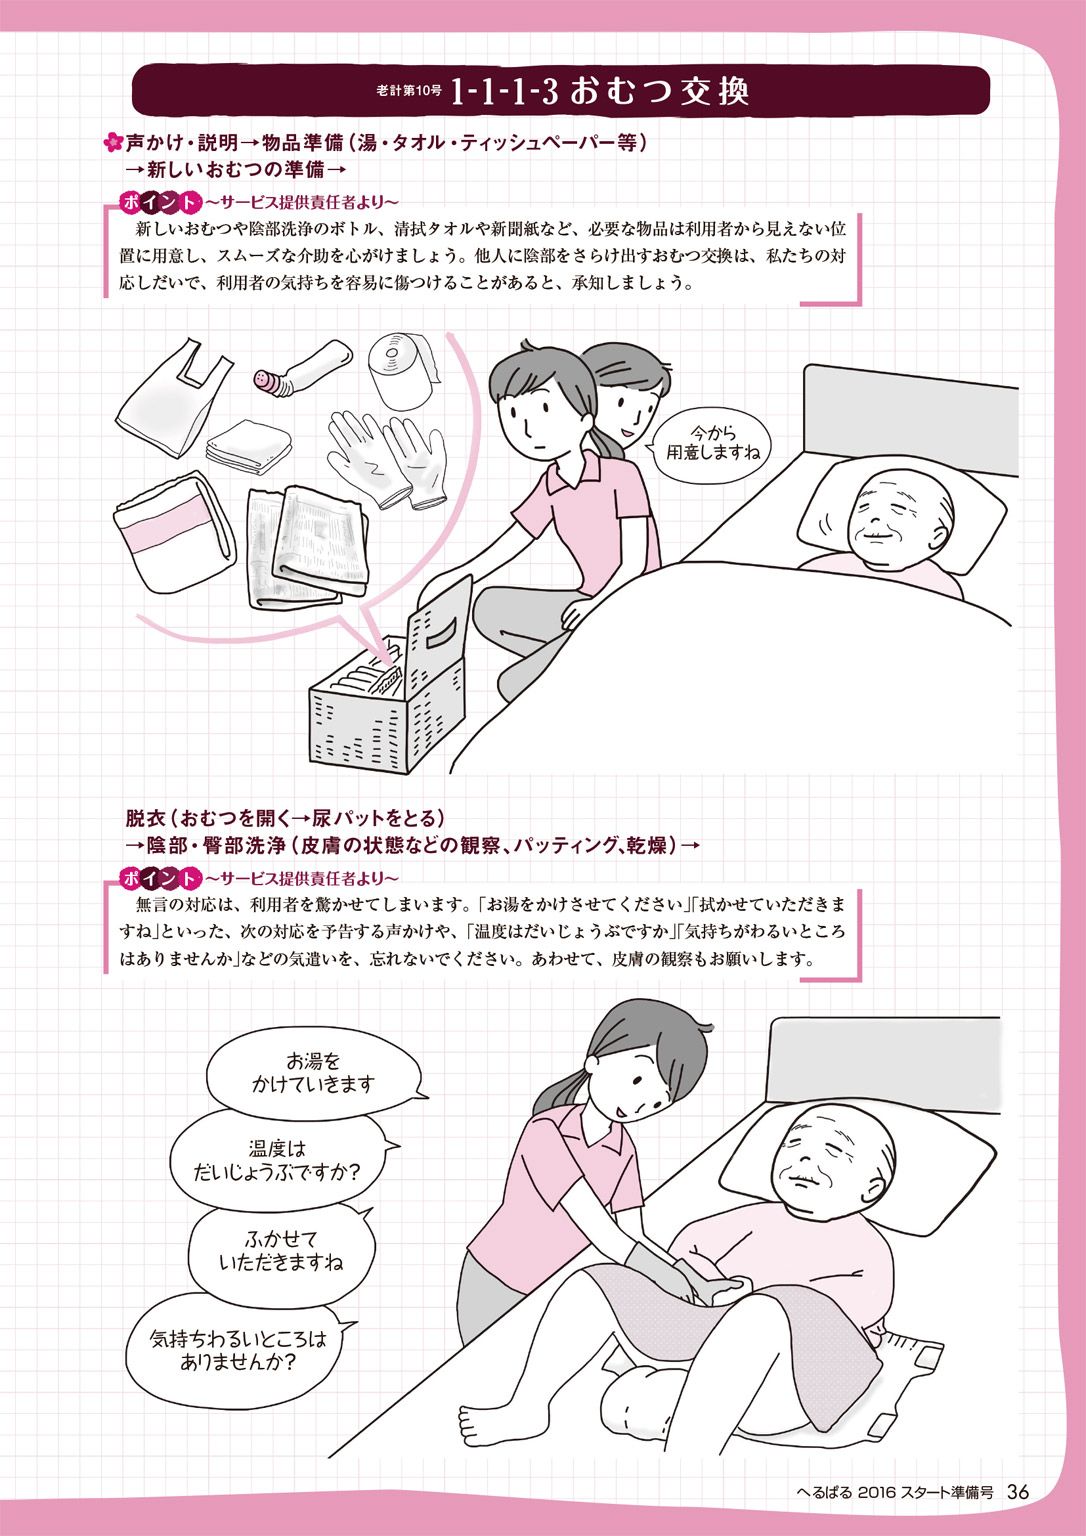 老計第10号 1-1-1-3 おむつ交換
声かけ・説明→物品準備（湯・タオル・ティッシュペーパー等）
→新しいおむつの準備→
ポイント ～サービス提供責任者より～
新しいおむつや陰部洗浄のボトル、清拭タオルや新聞紙など、必要な物品は利用者から見えない位
置に用意し、スムーズな介助を心がけましょう。他人に陰部をさらけ出すおむつ交換は、私たちの対
応しだいで、利用者の気持ちを容易に傷つけることがあると、承知しましょう。
今から
用意しますね
脱衣（おむつを開く→尿パットをとる）
→陰部・臀部洗浄（皮膚の状態などの観察、パッティング、乾燥）→
ポイント ～サービス提供責任者より～
無言の対応は、利用者を驚かせてしまいます。「お湯をかけさせてください」「拭かせていただきま
すね」といった、次の対応を予告する声かけや、「温度はだいじょうぶですか」「気持ちがわるいところ
はありませんか」などの気遣いを、忘れないでください。あわせて、皮膚の観察もお願いします。
お湯を
かけていきます
温度は
だいじょうぶですか？
ふかせて
いただきますね
気持ちわるいところは
ありませんか？
へるぱる 2016 スタート準備号 36